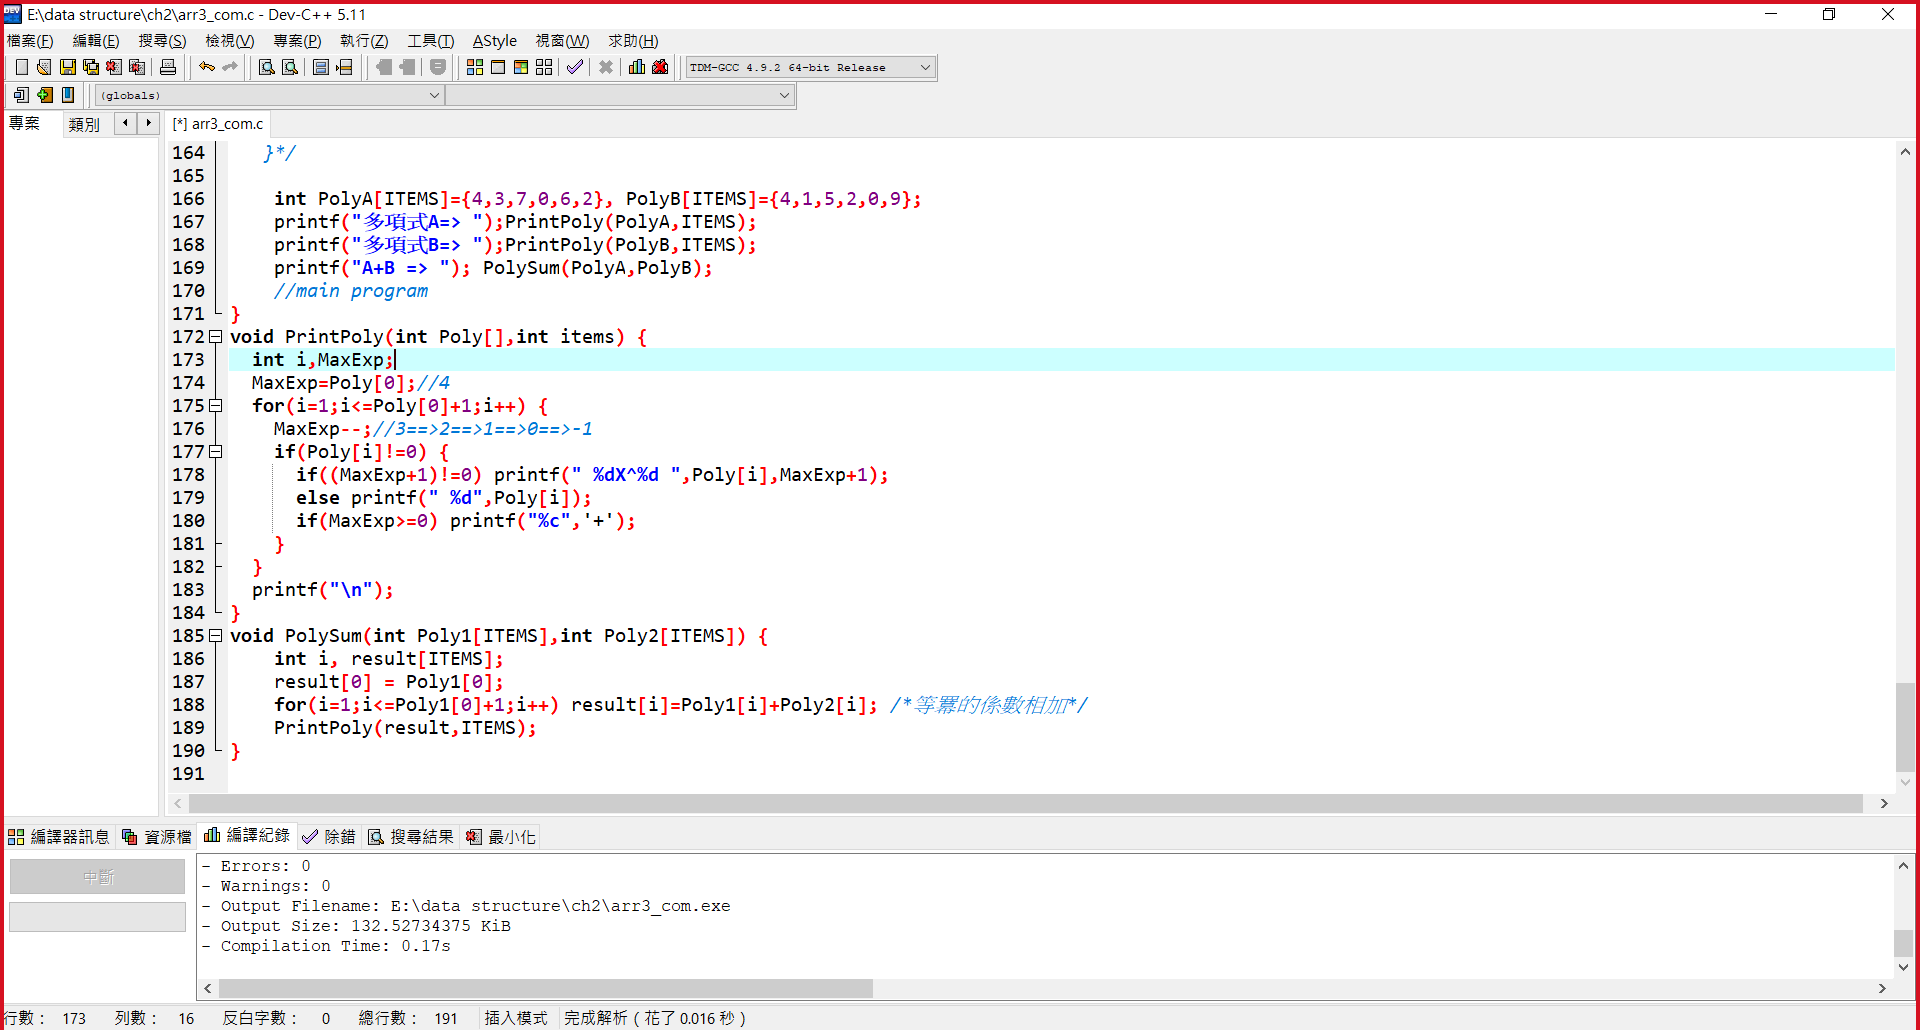 E:\data structure\ch2\arr3_com.c - Dev-C++ 5.11
檔案(F) 編輯(E) 搜尋(S) 檢視(V) 專案(P) 執行(Z) 工具(T) AStyle 視窗(W) 求助(H)
TDM-GCC 4.9.2 64-bit Release
(globals)
專案 類別 [*] arr3_com.c
164 }*/
165
166 int PolyA[ITEMS]={4,3,7,0,6,2}, PolyB[ITEMS]={4,1,5,2,0,9};
167 printf("多項式A=> ");PrintPoly(PolyA,ITEMS);
168 printf("多項式B=> ");PrintPoly(PolyB,ITEMS);
169 printf("A+B => "); PolySum(PolyA,PolyB);
170 //main program
171 }
172 void PrintPoly(int Poly[],int items) {
173 int i,MaxExp;
174 MaxExp=Poly[0];//4
175 for(i=1;i<=Poly[0]+1;i++) {
176 MaxExp--;//3==>2==>1==>0==>-1
177 if(Poly[i]!=0) {
178 if((MaxExp+1)!=0) printf(" %dX^%d ",Poly[i],MaxExp+1);
179 else printf(" %d",Poly[i]);
180 if(MaxExp>=0) printf("%c",'+');
181 }
182 }
183 printf("\n");
184 }
185 void PolySum(int Poly1[ITEMS],int Poly2[ITEMS]) {
186 int i, result[ITEMS];
187 result[0] = Poly1[0];
188 for(i=1;i<=Poly1[0]+1;i++) result[i]=Poly1[i]+Poly2[i]; /*等冪的係數相加*/
189 PrintPoly(result,ITEMS);
190 }
191
編譯器訊息 資源檔 編譯紀錄 除錯 搜尋結果 最小化
中斷
- Errors: 0
- Warnings: 0
- Output Filename: E:\data structure\ch2\arr3_com.exe
- Output Size: 132.52734375 KiB
- Compilation Time: 0.17s
行數： 173 列數： 16 反白字數： 0 總行數： 191 插入模式 完成解析 ( 花了 0.016 秒 )